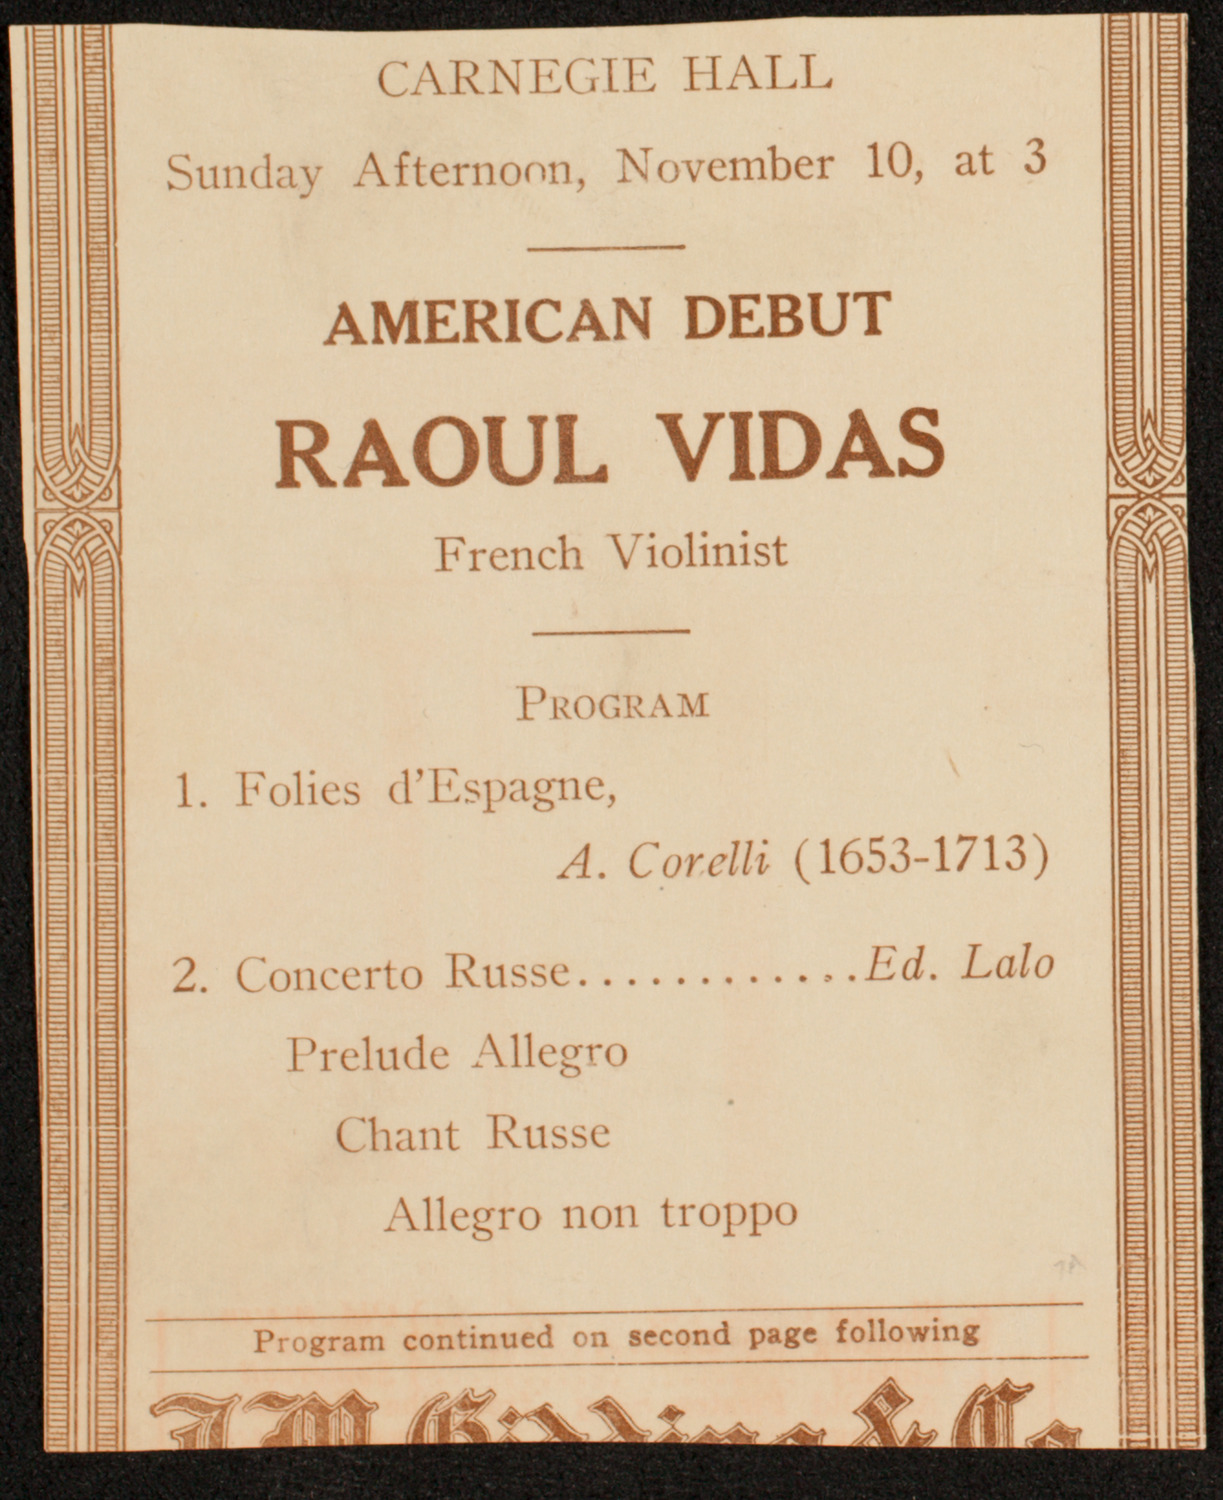 CARNEGIE HALL
Sunday Afternoon, November 10, at 3
AMERICAN DEBUT
RAOUL VIDAS
French Violinist
PROGRAM
1. Folies d'Espagne,
A. Corelli (1653-1713)
2. Concerto Russe............Ed. Lalo
Prelude Allegro
Chant Russe
Allegro non troppo
Program continued on second page following
J.M. Gidding & Co